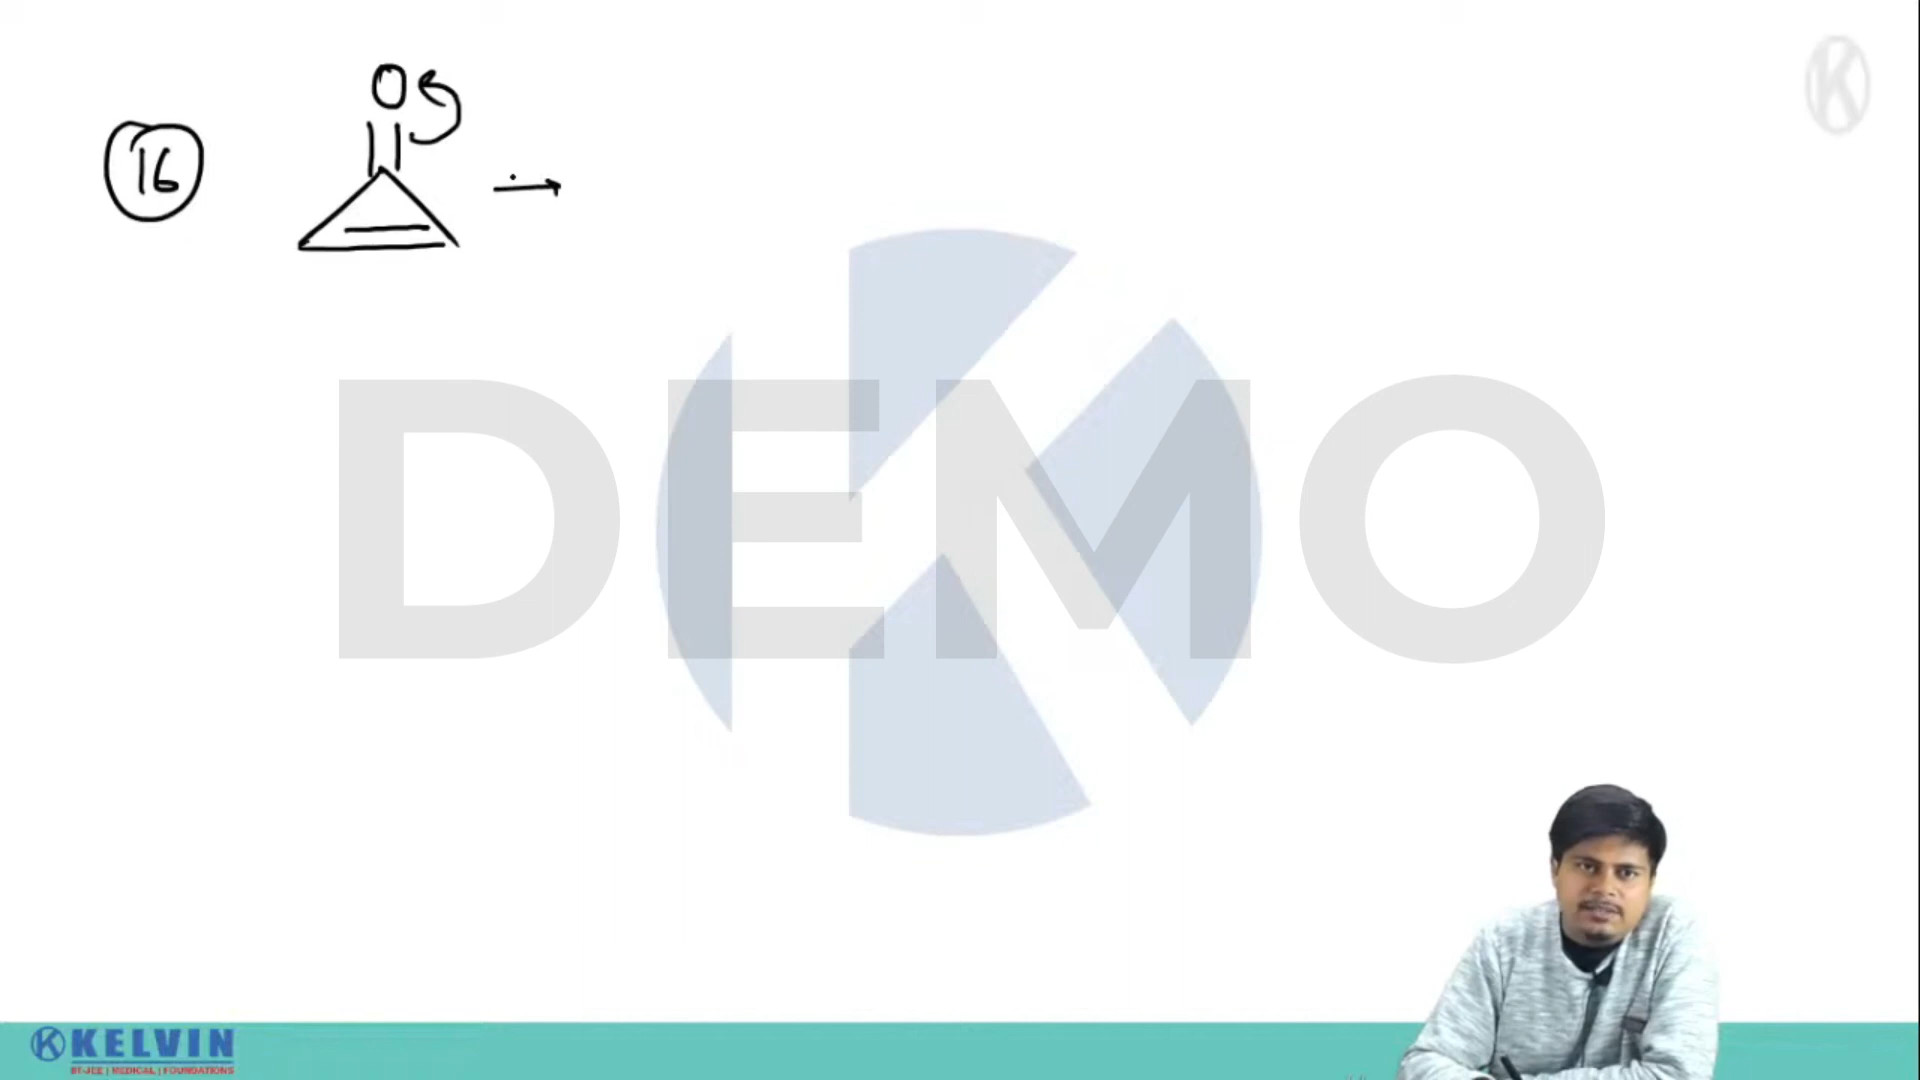 O
16
DEMO
K
KELVIN
IIT-JEE | MEDICAL | FOUNDATIONS